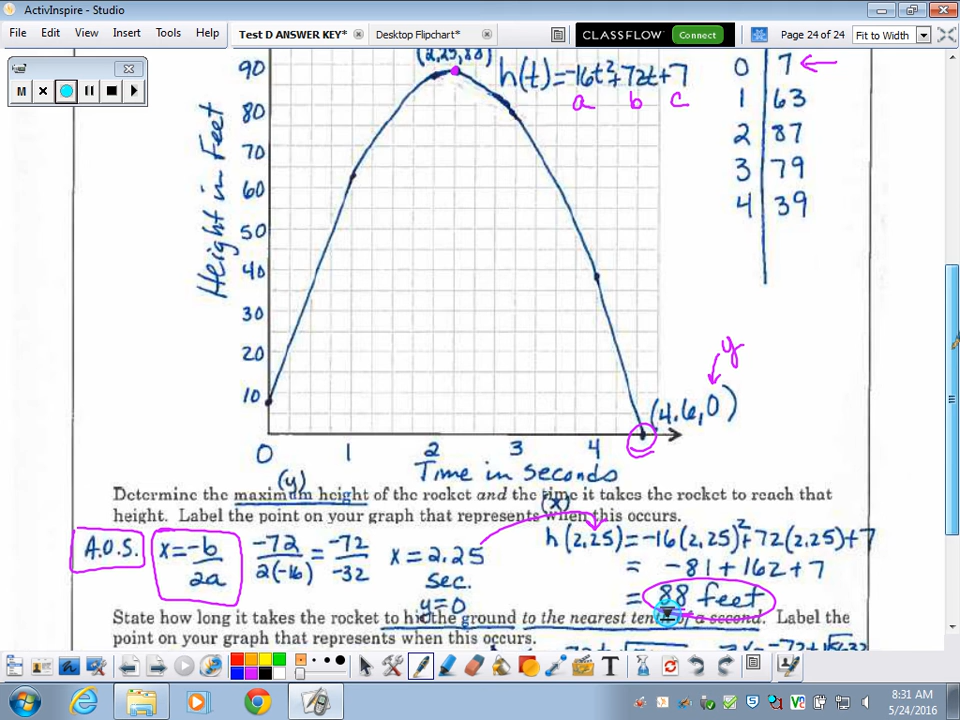 ActivInspire - Studio
File Edit View Insert Tools Help Test D ANSWER KEY* Desktop Flipchart* CLASSFLOW Connect Page 24 of 24 Fit to Width
M
(2.25, 88)
h(t)=-16t²+72t+7
a b c
0 7
1 63
2 87
3 79
4 39
Height in Feet
90
80
70
60
50
40
30
20
10
y
(4.6,0)
0 1 2 3 4
Time in seconds
(y)
Determine the maximum height of the rocket and the time it takes the rocket to reach that
(x)
height. Label the point on your graph that represents when this occurs.
A.O.S. x=-b/2a -72/2(-16) = -72/-32 x=2.25 sec.
h(2.25)=-16(2.25)²+72(2.25)+7
= -81+162+7
= 88 feet
y=0
State how long it takes the rocket to hit the ground to the nearest tenth of a second. Label the
point on your graph that represents when this occurs.
8:31 AM
5/24/2016